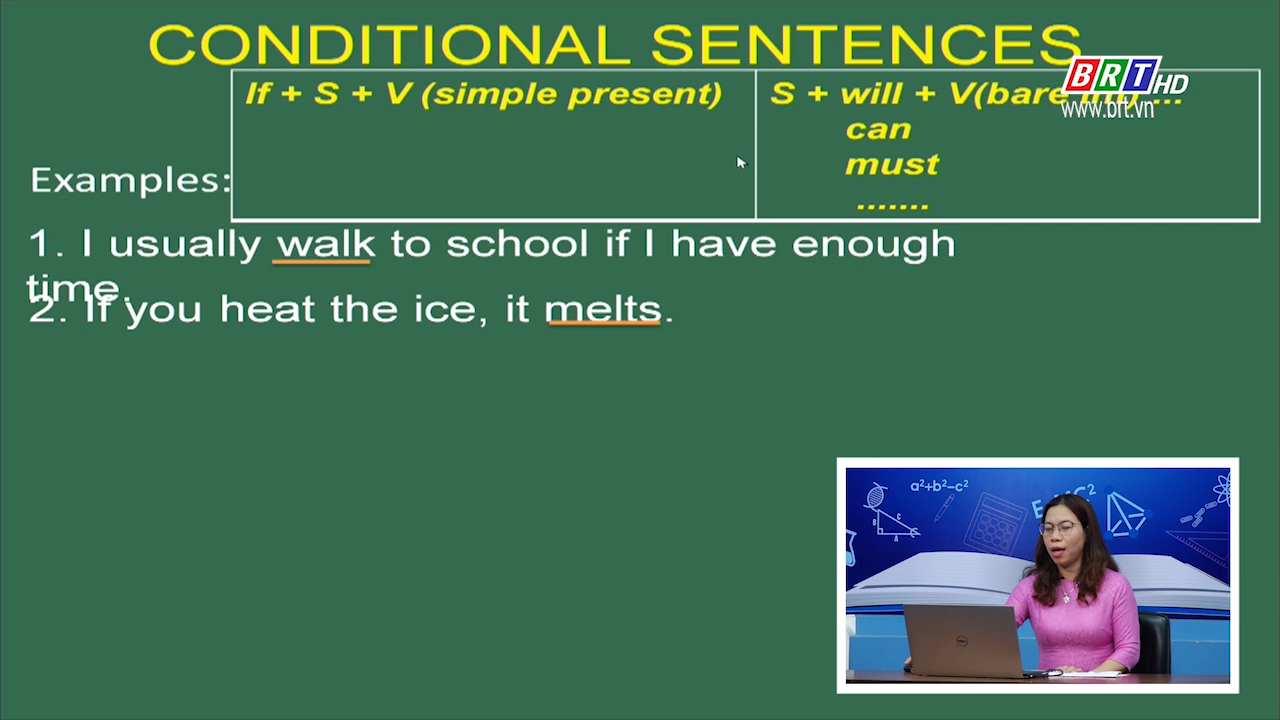 CONDITIONAL SENTENCES
If + S + V (simple present)
S + will + V(bare inf) ...
can
must
.......
BRT HD
www.brt.vn
Examples:
1. I usually walk to school if I have enough
time.
2. If you heat the ice, it melts.
a²+b²–c²
B
C
A